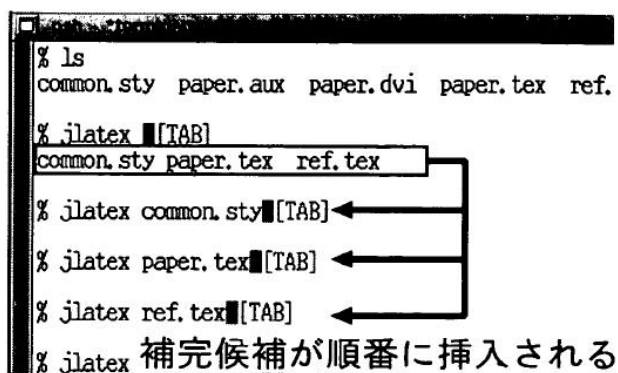 % ls
common.sty paper.aux paper.dvi paper.tex ref.
% jlatex [TAB]
common.sty paper.tex ref.tex
% jlatex common.sty[TAB]
% jlatex paper.tex[TAB]
% jlatex ref.tex[TAB]
% jlatex 補完候補が順番に挿入される